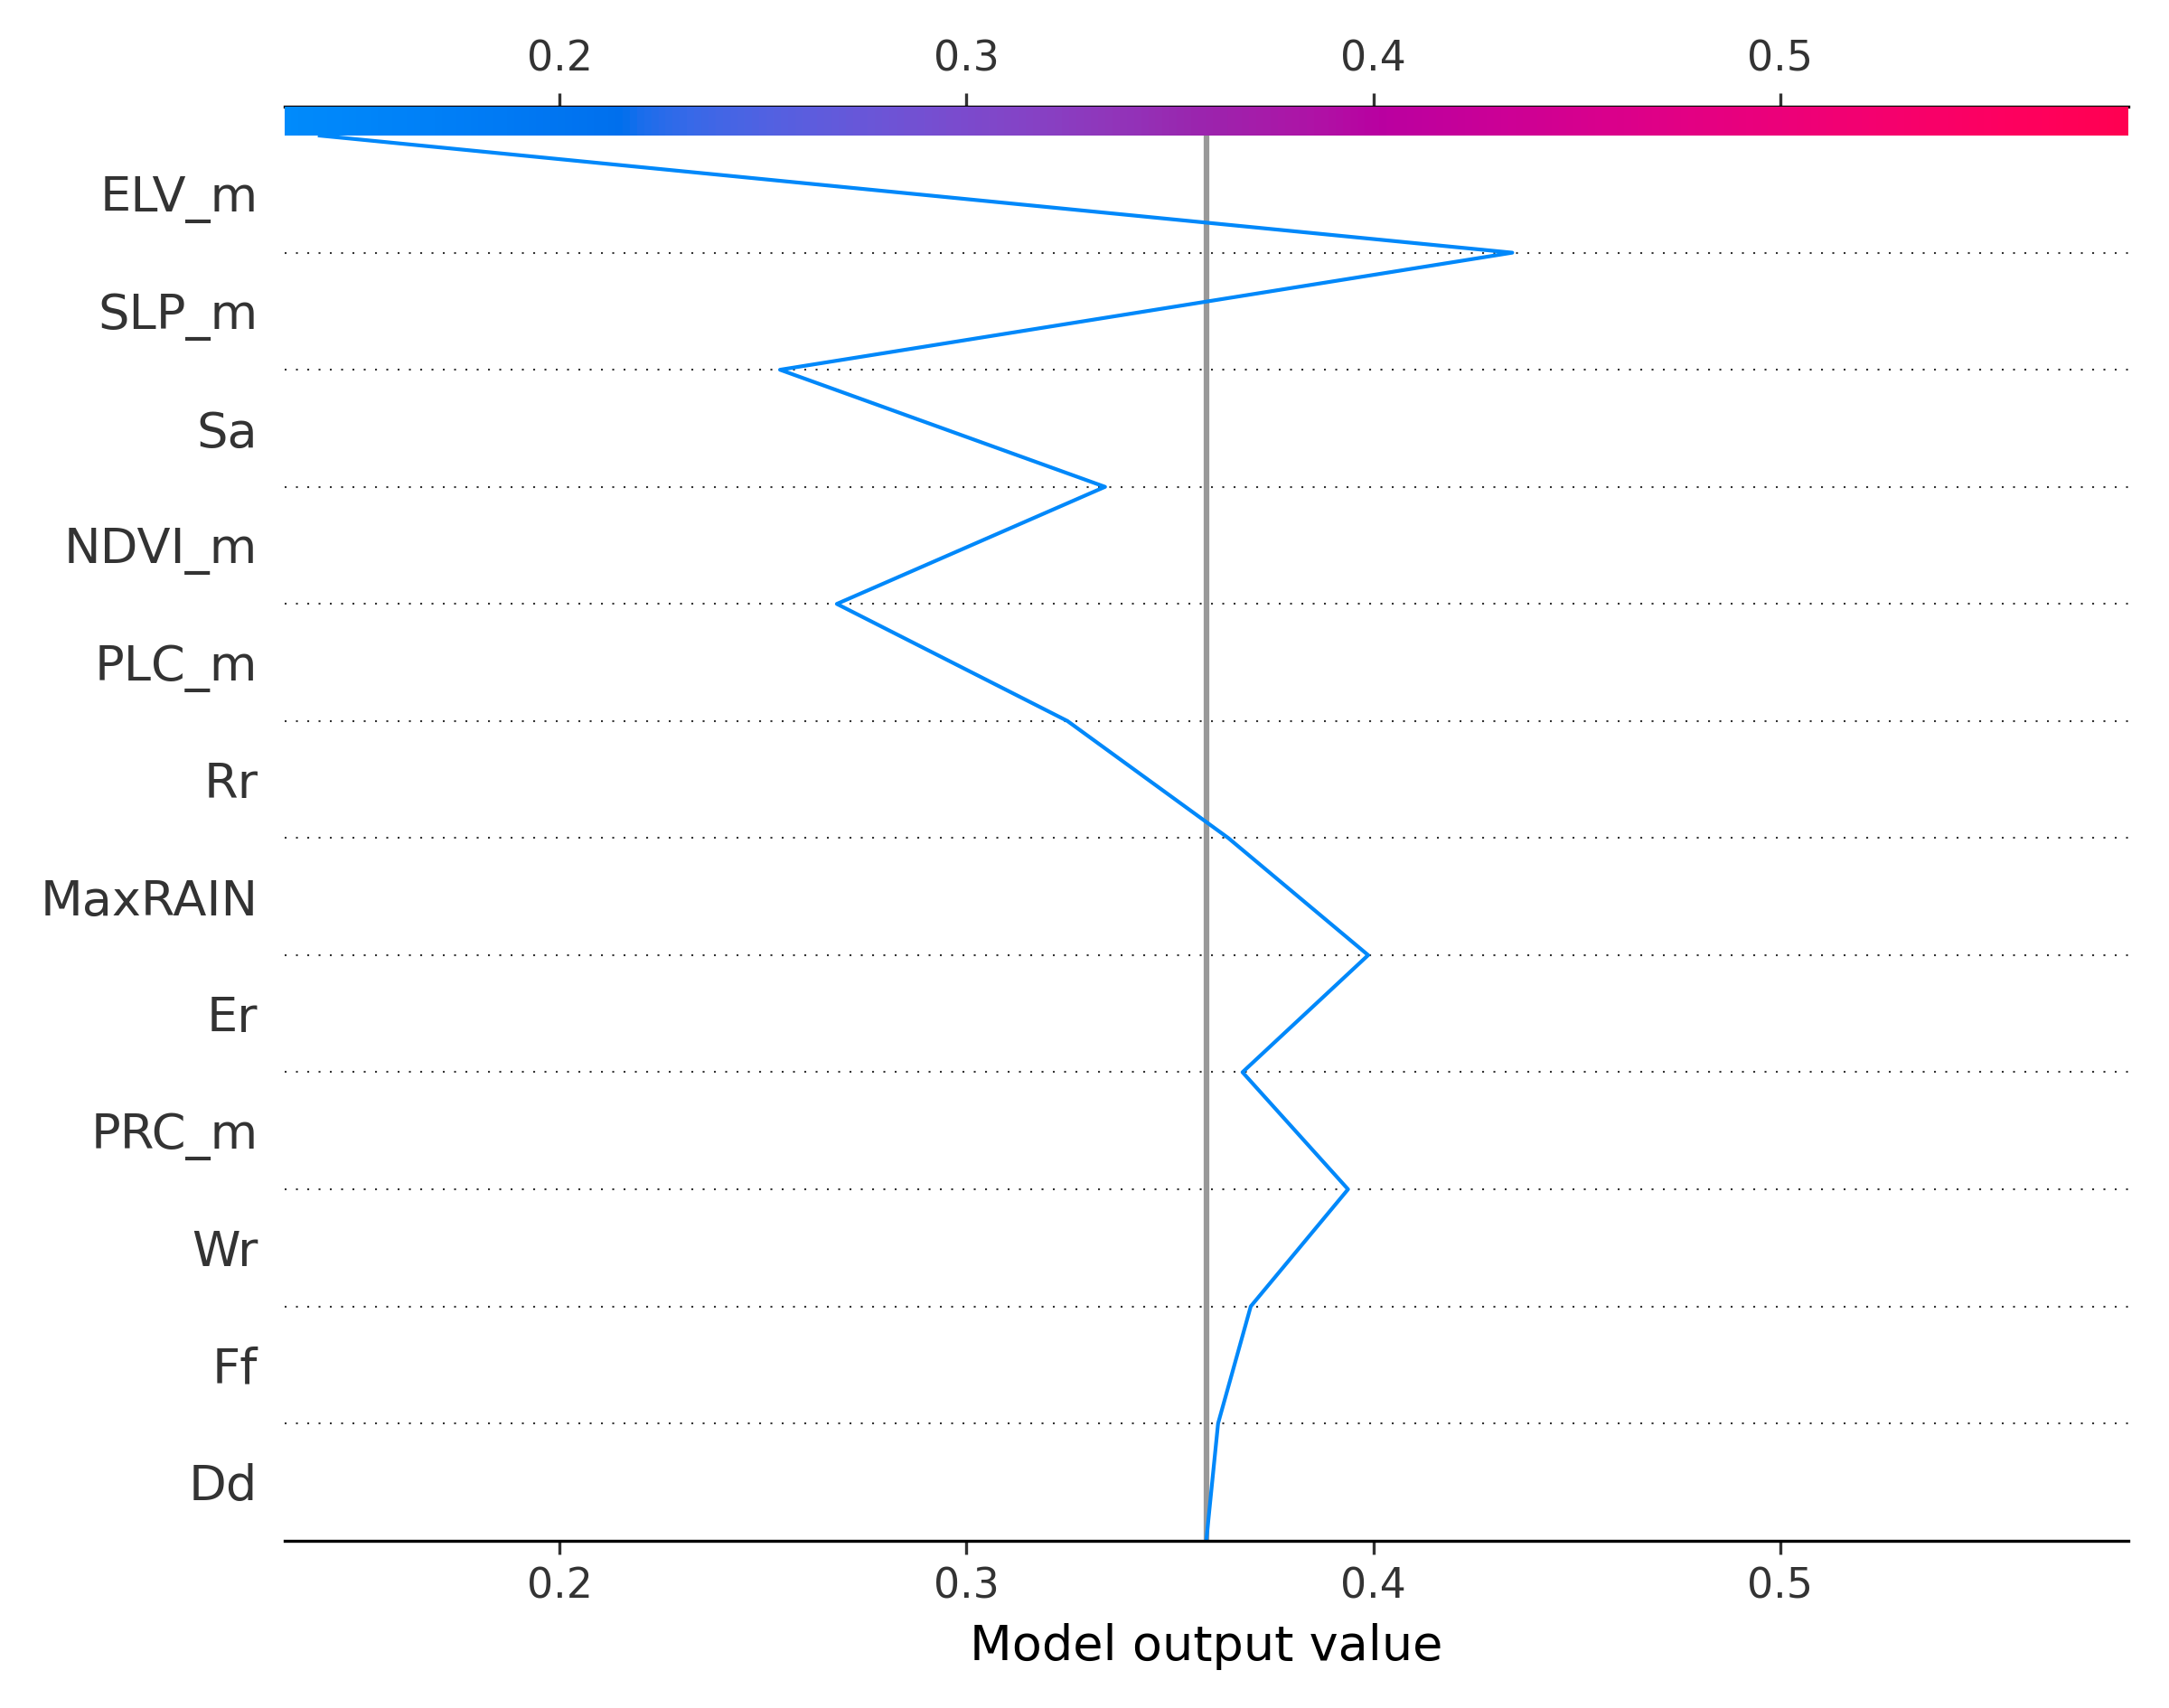 0.2 0.3 0.4 0.5
ELV_m
SLP_m
Sa
NDVI_m
PLC_m
Rr
MaxRAIN
Er
PRC_m
Wr
Ff
Dd
0.2 0.3 0.4 0.5
Model output value